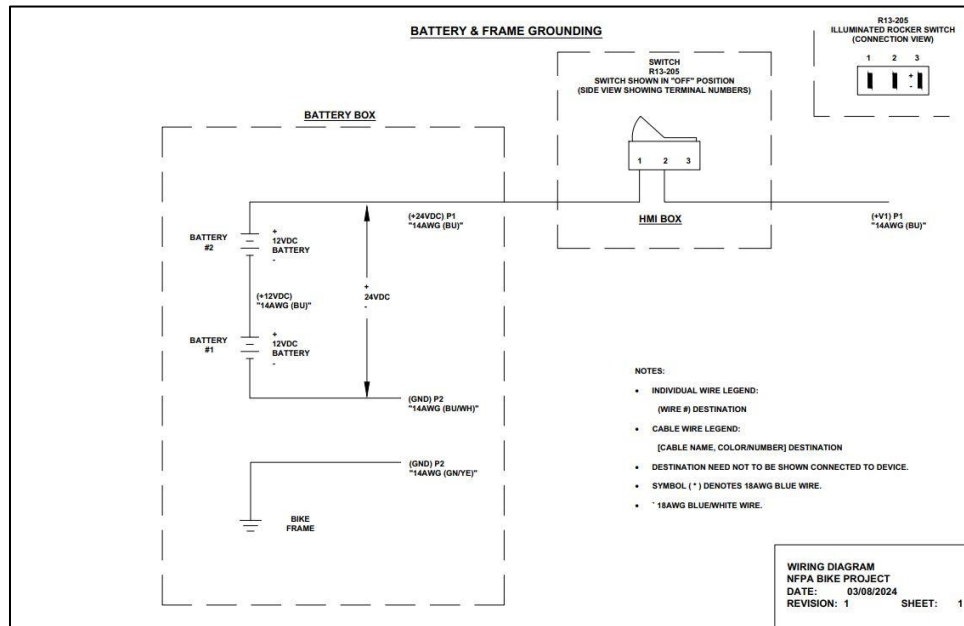 BATTERY & FRAME GROUNDING
R13-205
ILLUMINATED ROCKER SWITCH
(CONNECTION VIEW)
1 2 3
+
-
SWITCH
R13-205
SWITCH SHOWN IN "OFF" POSITION
(SIDE VIEW SHOWING TERMINAL NUMBERS)
1 2 3
HMI BOX
BATTERY BOX
(+24VDC) P1
"14AWG (BU)"
(+V1) P1
"14AWG (BU)"
BATTERY
#2
+
12VDC
BATTERY
-
(+12VDC)
"14AWG (BU)"
+
24VDC
-
BATTERY
#1
+
12VDC
BATTERY
-
(GND) P2
"14AWG (BU/WH)"
(GND) P2
"14AWG (GN/YE)"
BIKE
FRAME
NOTES:
• INDIVIDUAL WIRE LEGEND:
(WIRE #) DESTINATION
• CABLE WIRE LEGEND:
[CABLE NAME, COLOR/NUMBER] DESTINATION
• DESTINATION NEED NOT TO BE SHOWN CONNECTED TO DEVICE.
• SYMBOL ( * ) DENOTES 18AWG BLUE WIRE.
• ` 18AWG BLUE/WHITE WIRE.
WIRING DIAGRAM
NFPA BIKE PROJECT
DATE: 03/08/2024
REVISION: 1 SHEET: 1